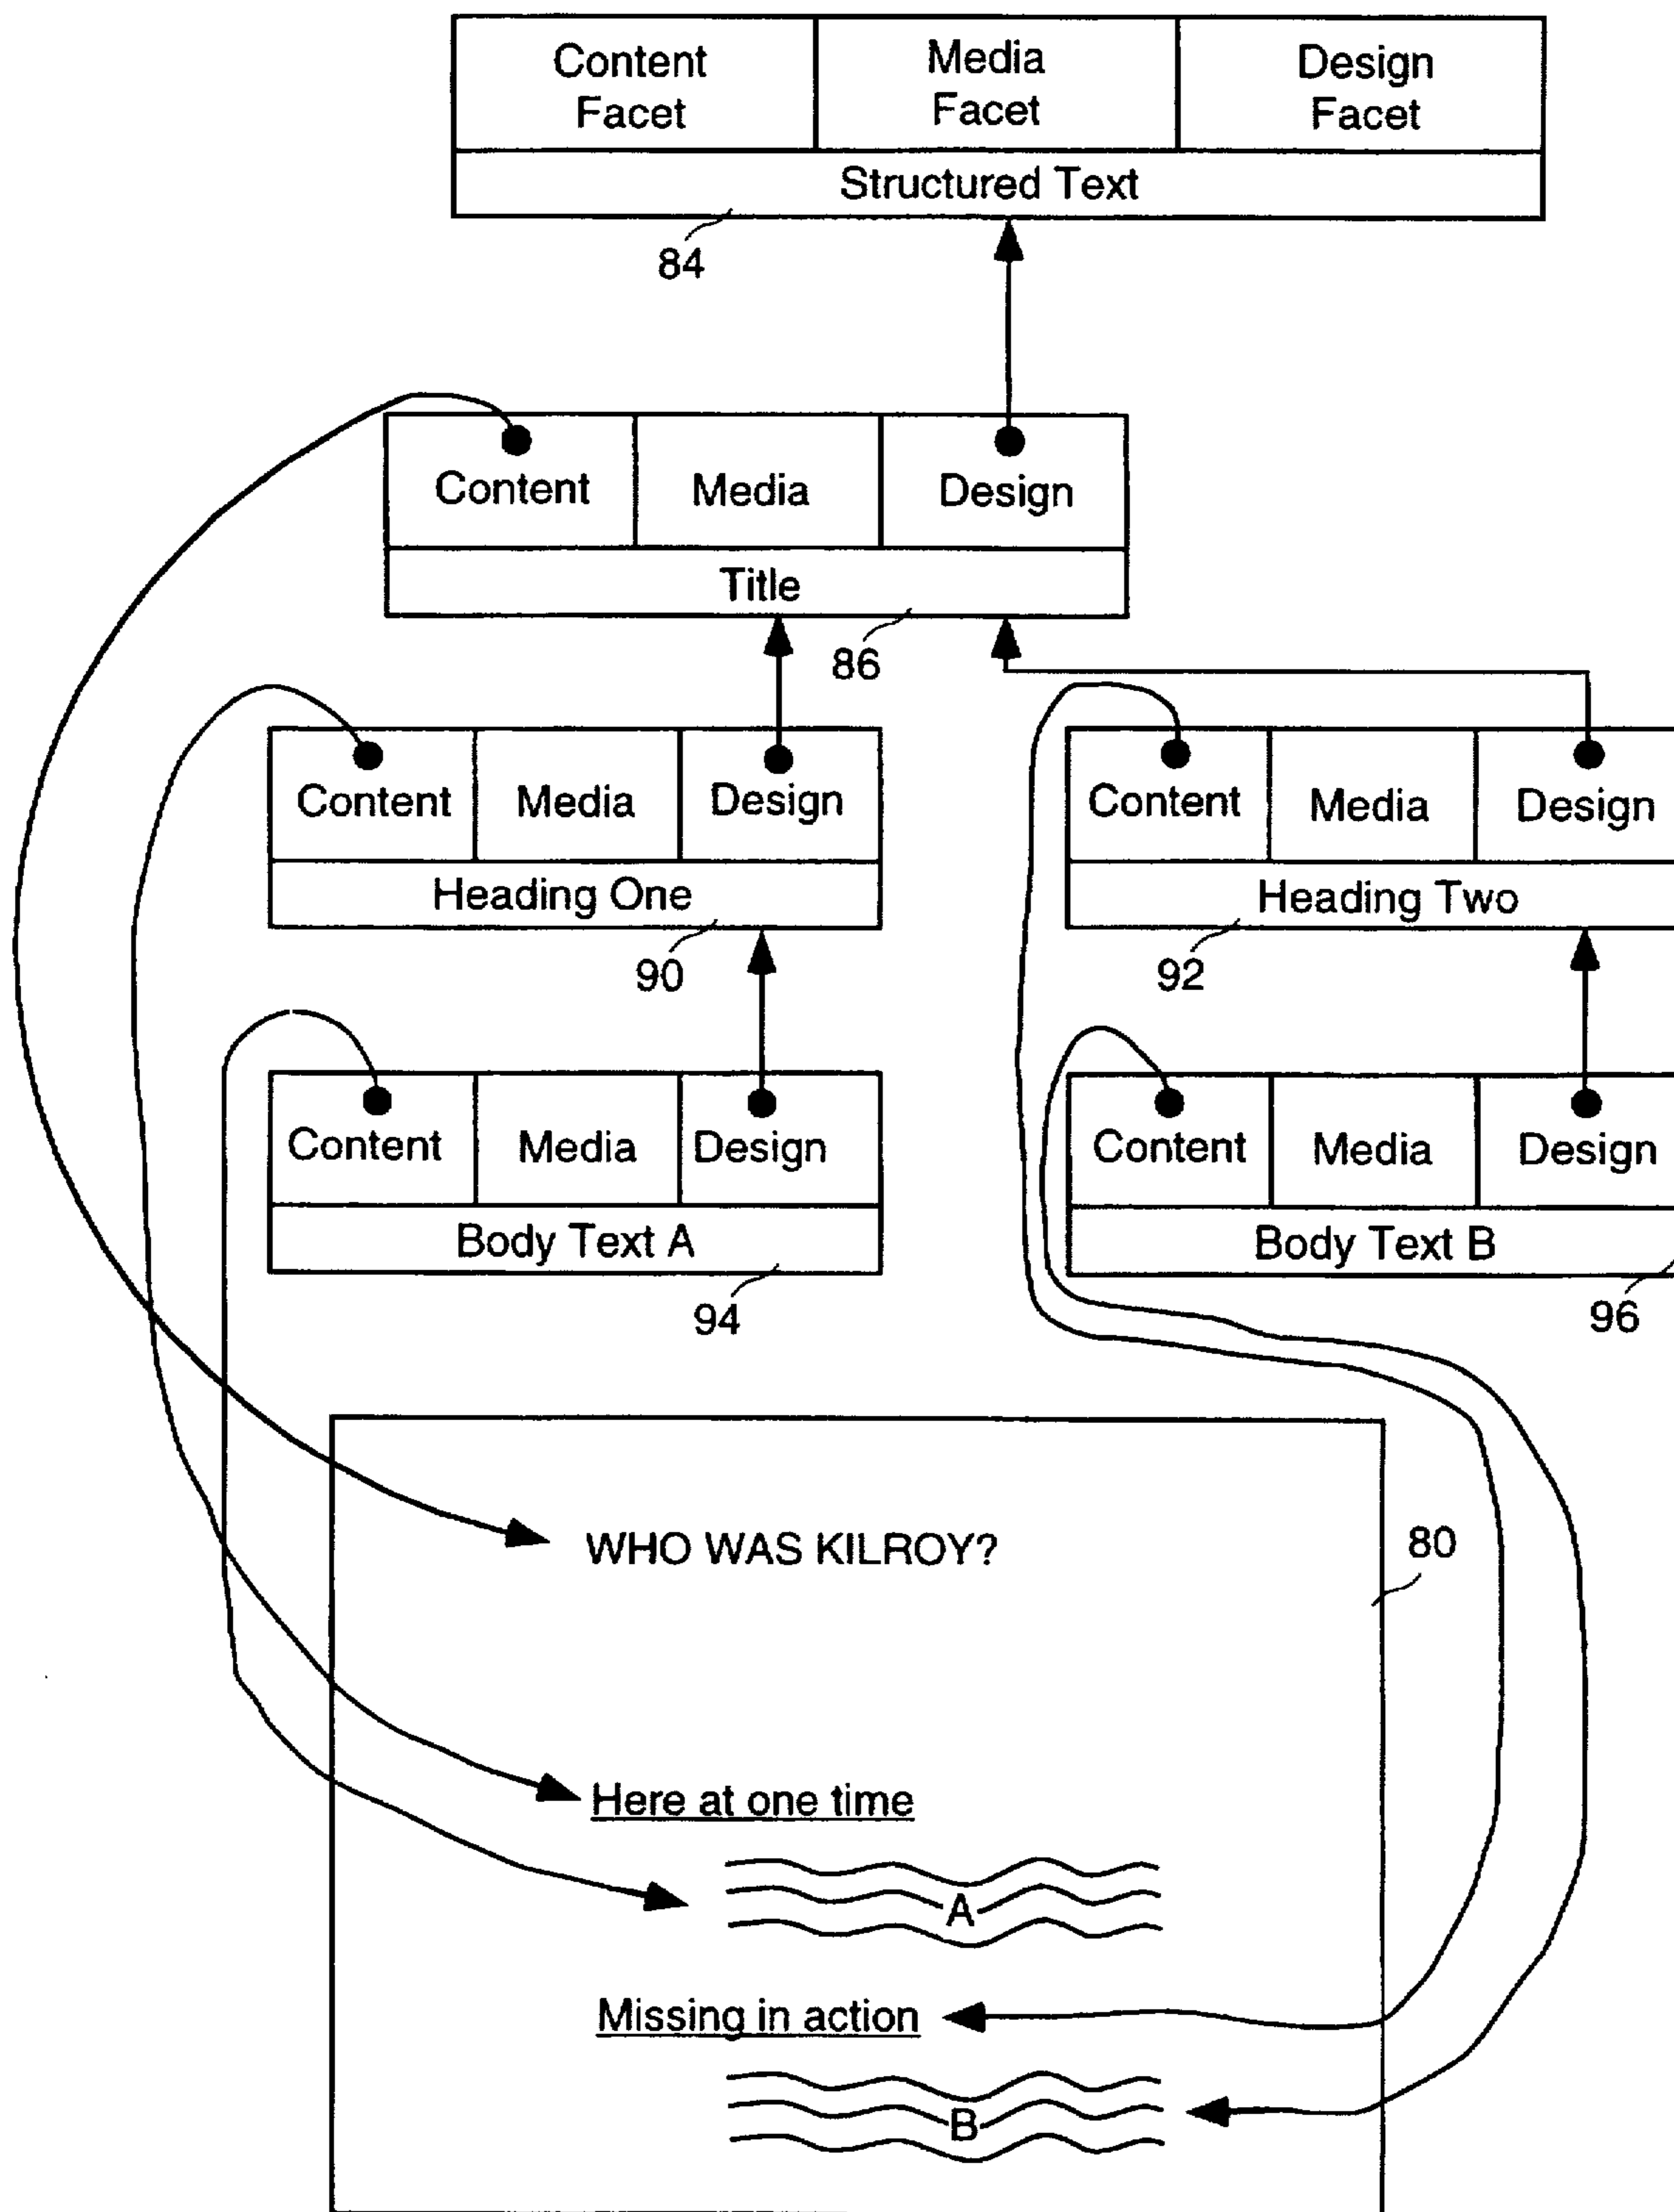 Content
Facet
Media
Facet
Design
Facet
Structured Text
84
Content
Media
Design
Title
86
Content
Media
Design
Heading One
90
Content
Media
Design
Heading Two
92
Content
Media
Design
Body Text A
94
Content
Media
Design
Body Text B
96
80
WHO WAS KILROY?
Here at one time
A
Missing in action
B